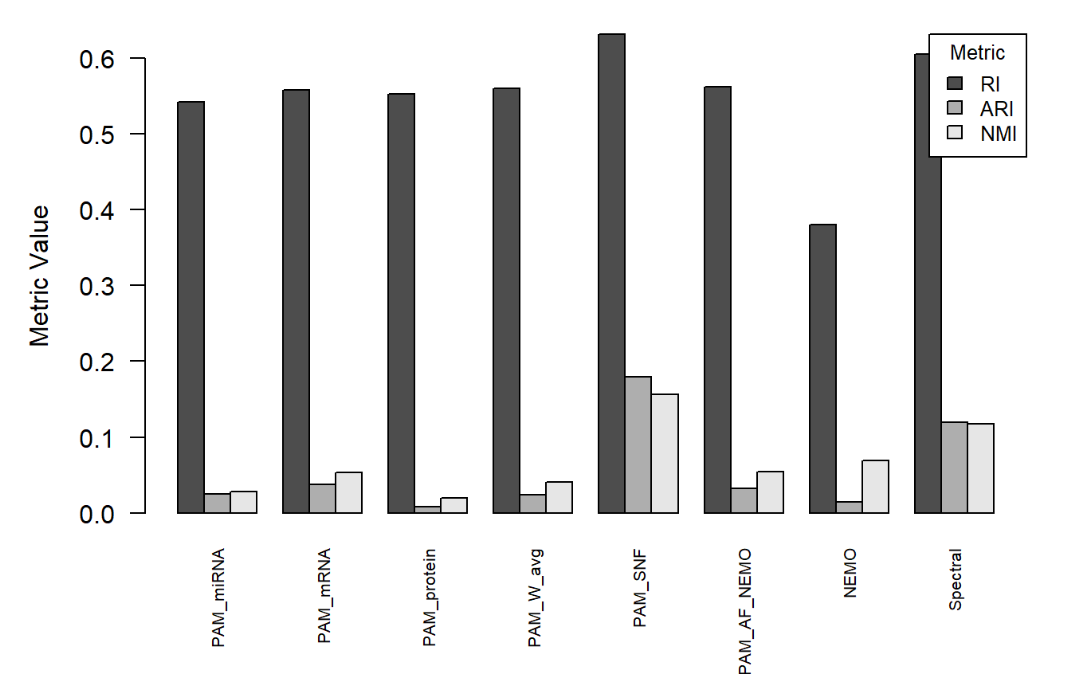 Metric Value
0.6
0.5
0.4
0.3
0.2
0.1
0.0
Metric
RI
ARI
NMI
PAM_miRNA
PAM_mRNA
PAM_protein
PAM_W_avg
PAM_SNF
PAM_AF_NEMO
NEMO
Spectral